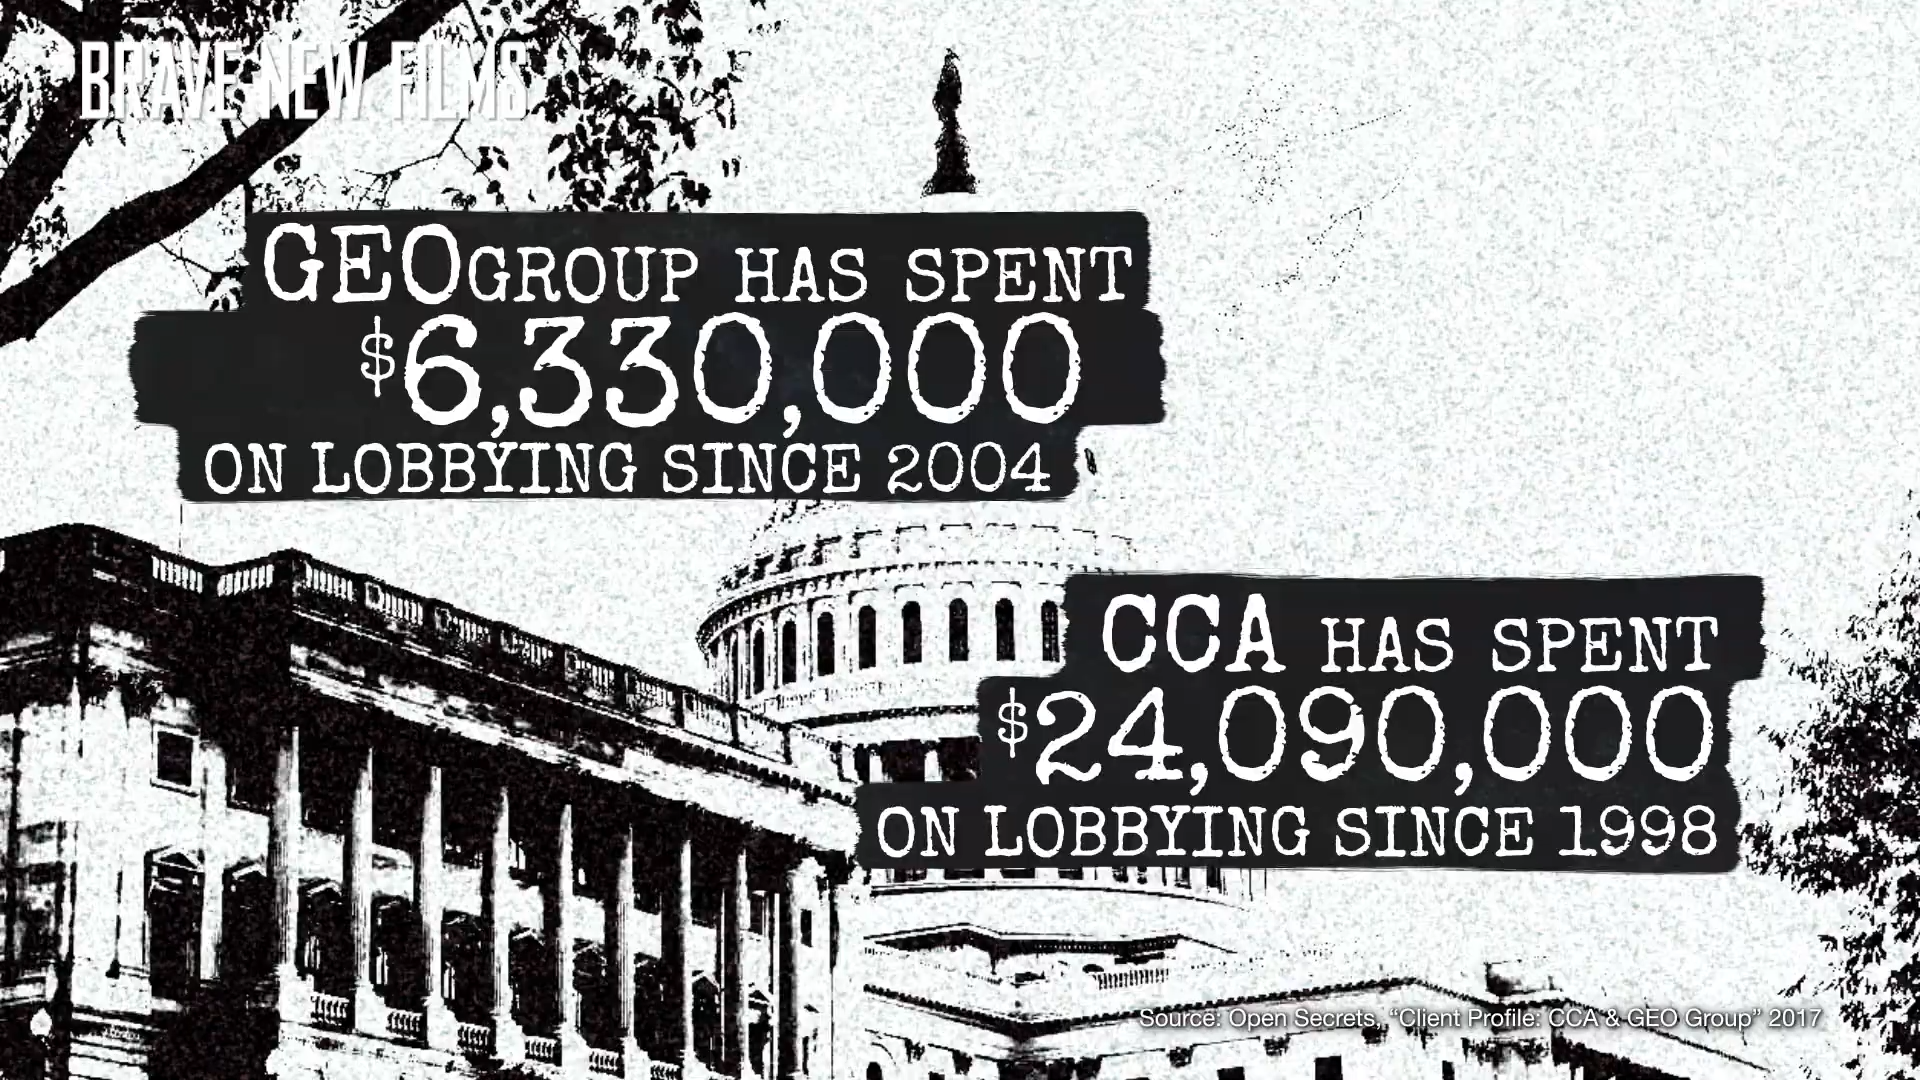 BRAVE NEW FILMS
GEOGROUP HAS SPENT
$6,330,000
ON LOBBYING SINCE 2004
CCA HAS SPENT
$24,090,000
ON LOBBYING SINCE 1998
Source: Open Secrets, “Client Profile: CCA & GEO Group” 2017